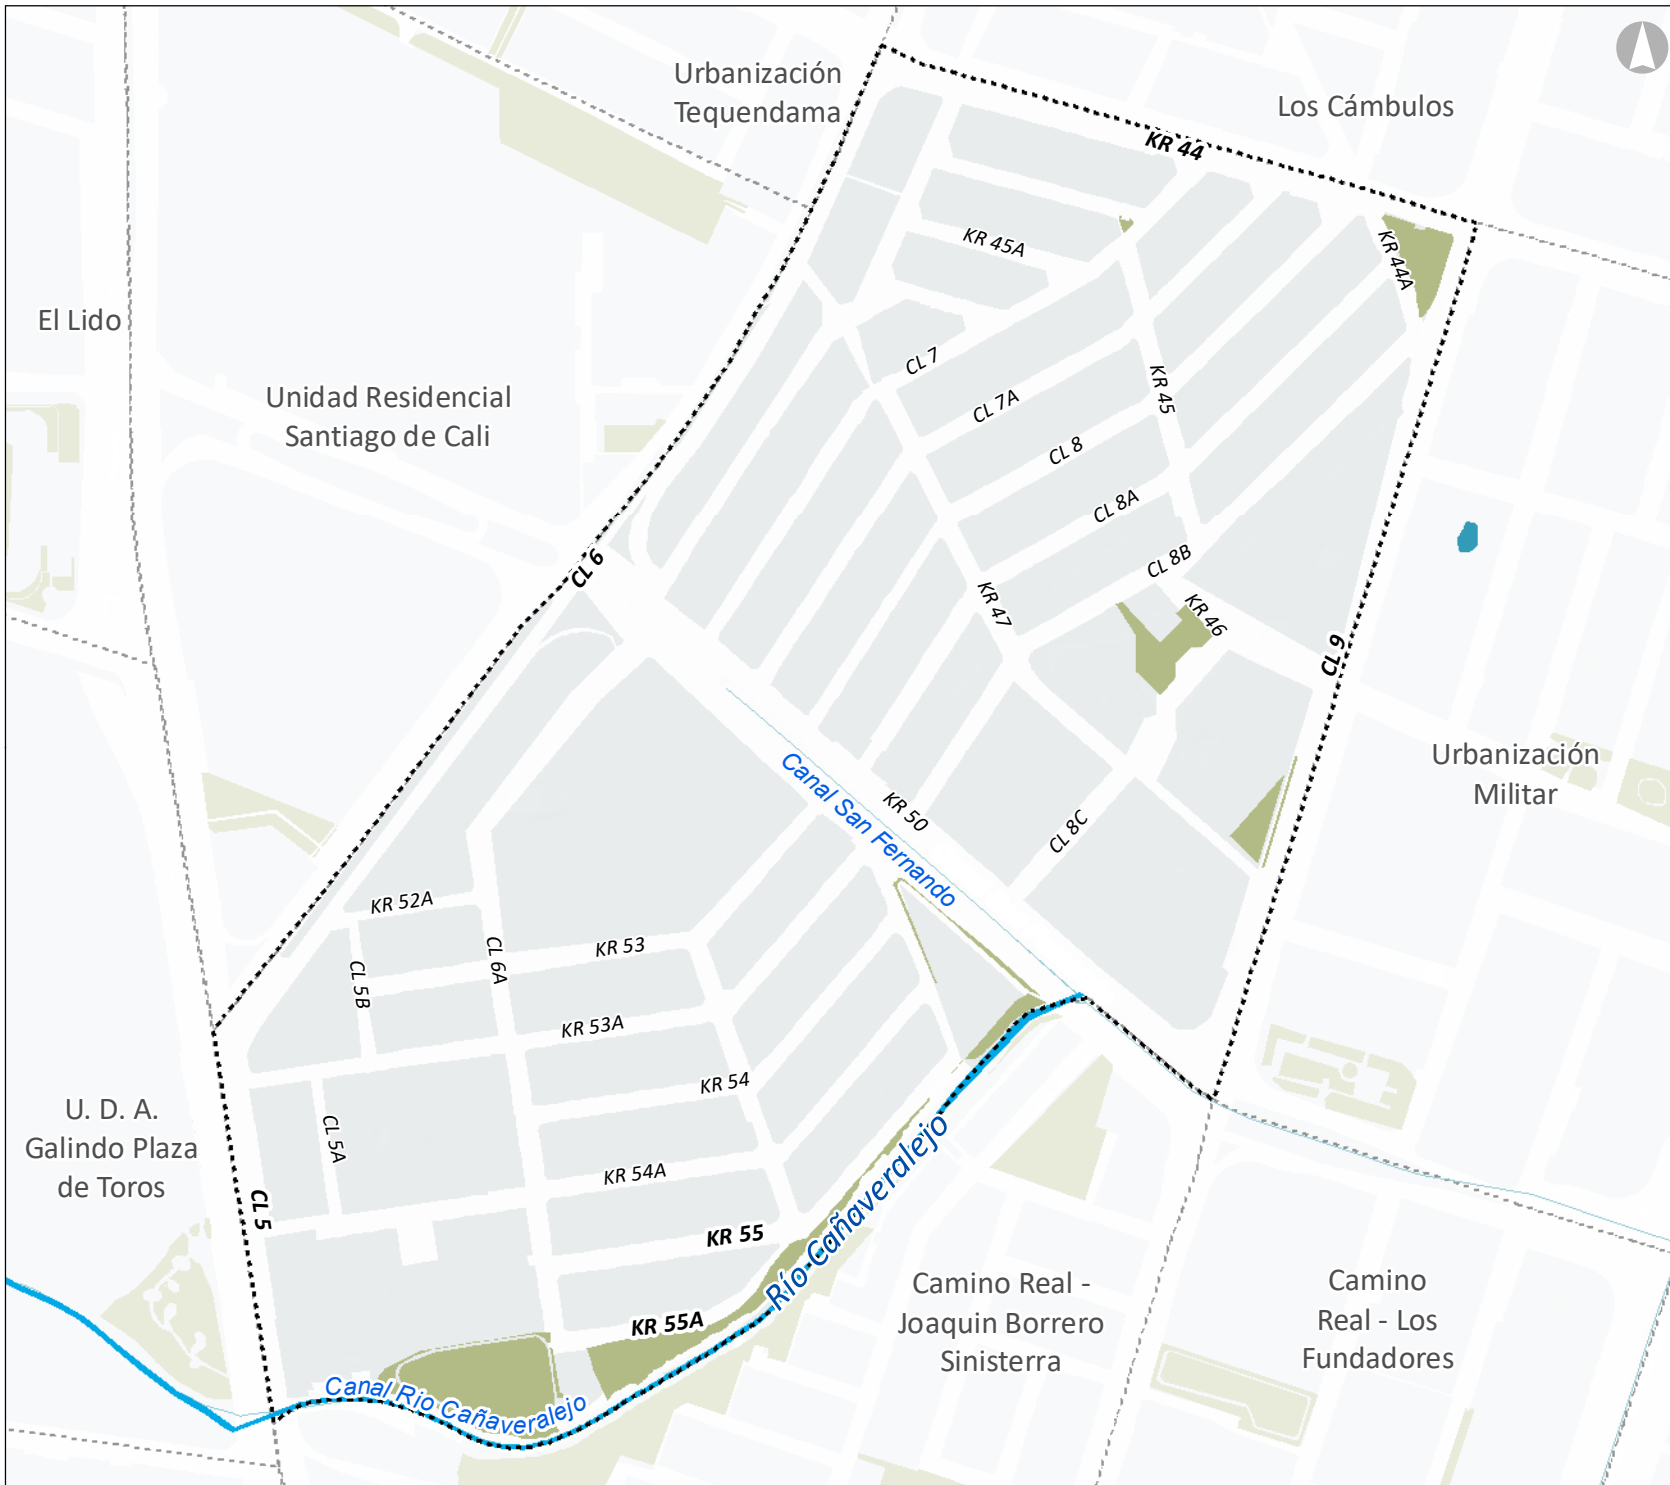 Urbanización
Tequendama
Los Cámbulos
KR 44
KR 45A
KR 44A
El Lido
CL 7
Unidad Residencial
Santiago de Cali
CL 7A
KR 45
CL 8
CL 8A
CL 6
CL 8B
KR 47
KR 46
CL 9
Urbanización
Militar
Canal San Fernando
KR 50
CL 8C
KR 52A
KR 53
CL 6A
CL 5B
KR 53A
KR 54
U. D. A.
Galindo Plaza
de Toros
CL 5A
KR 54A
CL 5
KR 55
Río Cañaveralejo
KR 55A
Camino Real -
Joaquin Borrero
Sinisterra
Camino
Real - Los
Fundadores
Canal Rio Cañaveralejo